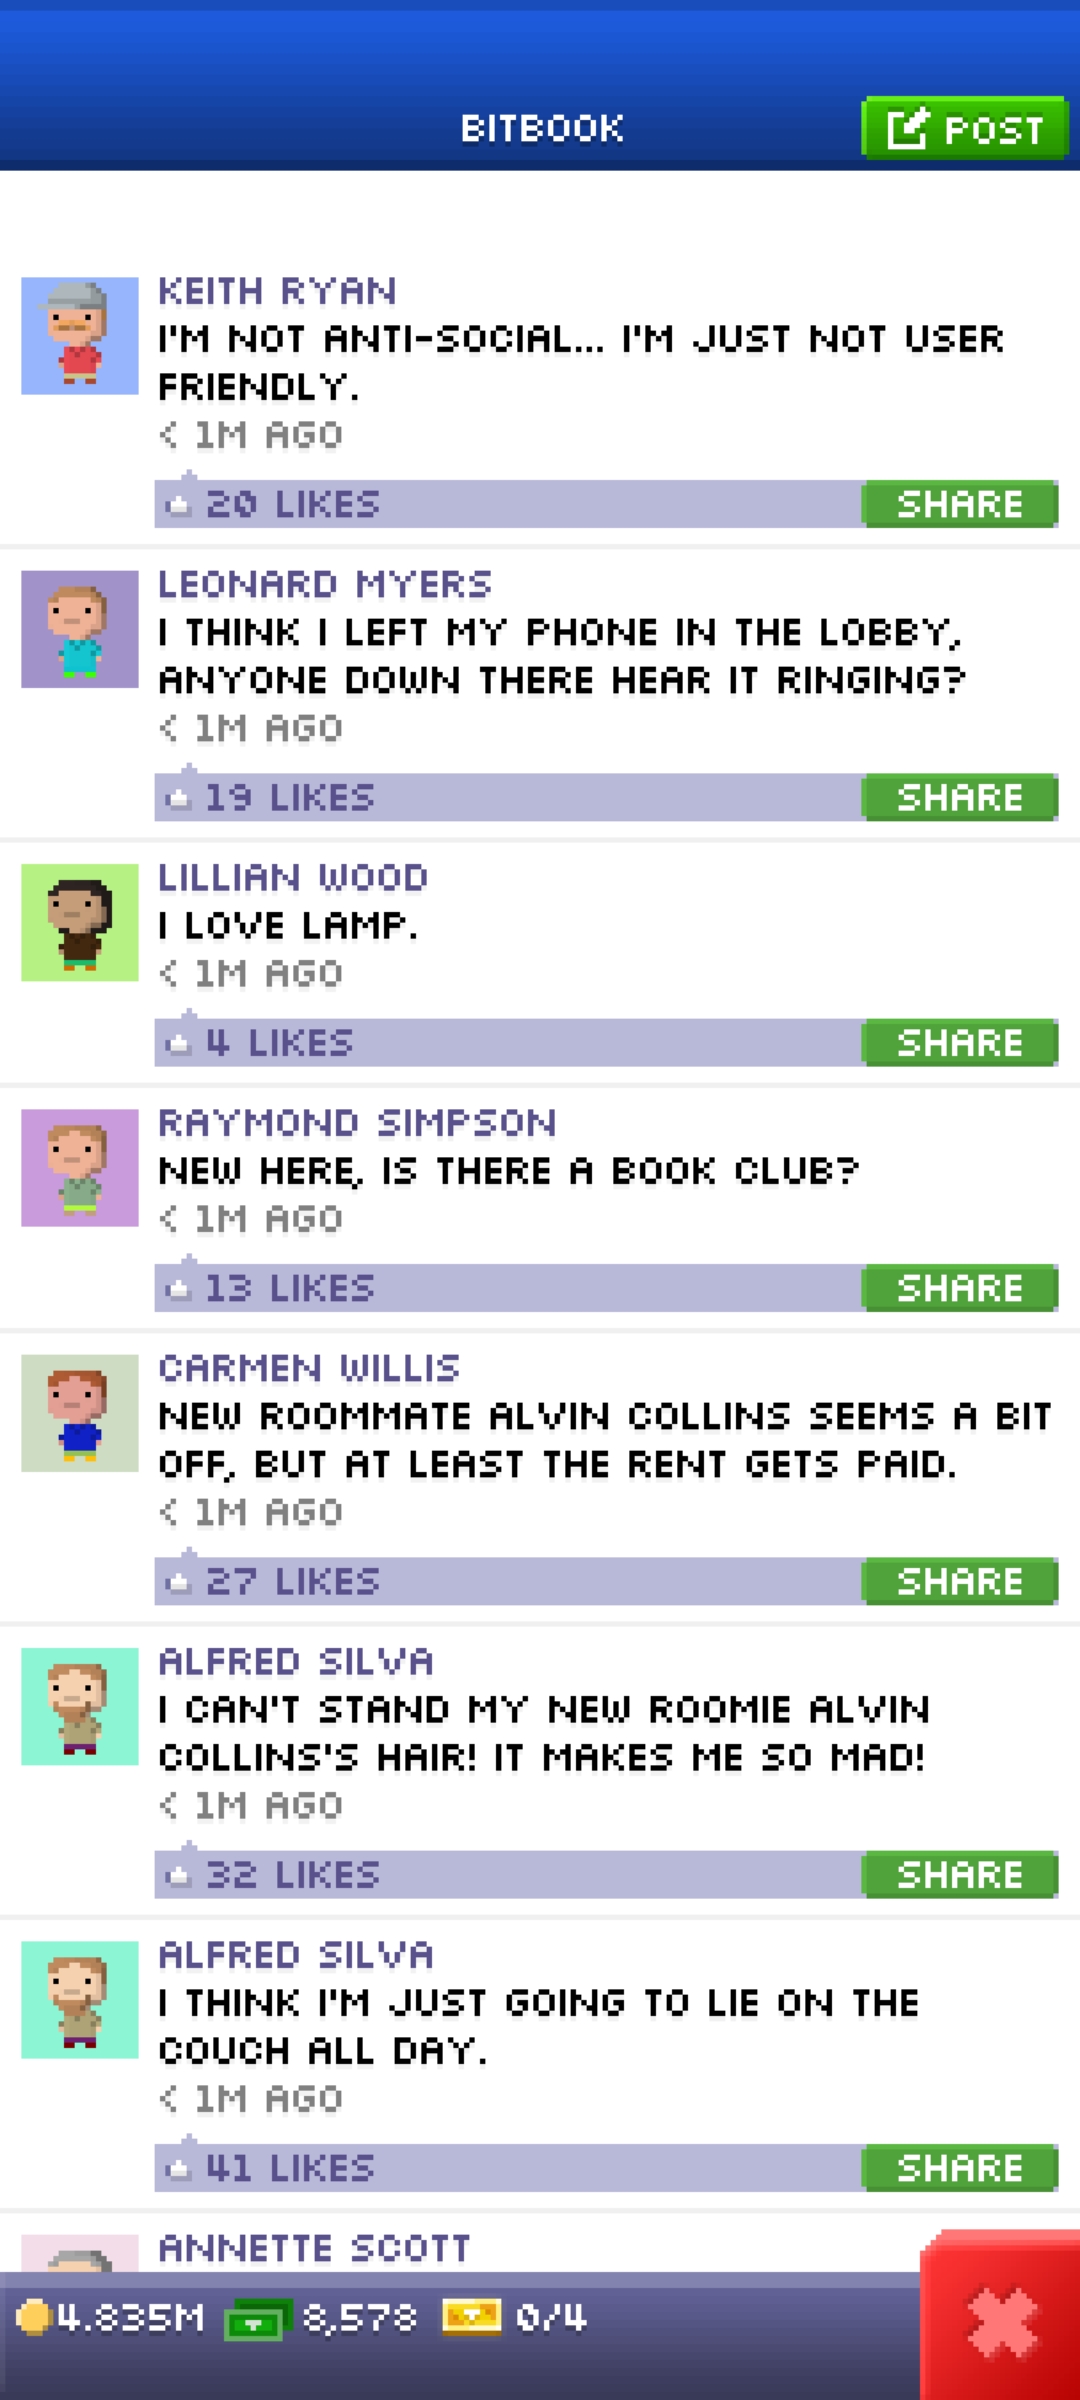 BITBOOK
POST
KEITH RYAN
I'M NOT ANTI-SOCIAL... I'M JUST NOT USER
FRIENDLY.
< 1M AGO
20 LIKES
SHARE
LEONARD MYERS
I THINK I LEFT MY PHONE IN THE LOBBY,
ANYONE DOWN THERE HEAR IT RINGING?
< 1M AGO
19 LIKES
SHARE
LILLIAN WOOD
I LOVE LAMP.
< 1M AGO
4 LIKES
SHARE
RAYMOND SIMPSON
NEW HERE, IS THERE A BOOK CLUB?
< 1M AGO
13 LIKES
SHARE
CARMEN WILLIS
NEW ROOMMATE ALVIN COLLINS SEEMS A BIT
OFF, BUT AT LEAST THE RENT GETS PAID.
< 1M AGO
27 LIKES
SHARE
ALFRED SILVA
I CAN'T STAND MY NEW ROOMIE ALVIN
COLLINS'S HAIR! IT MAKES ME SO MAD!
< 1M AGO
32 LIKES
SHARE
ALFRED SILVA
I THINK I'M JUST GOING TO LIE ON THE
COUCH ALL DAY.
< 1M AGO
41 LIKES
SHARE
ANNETTE SCOTT
4.835M 8,578 0/4